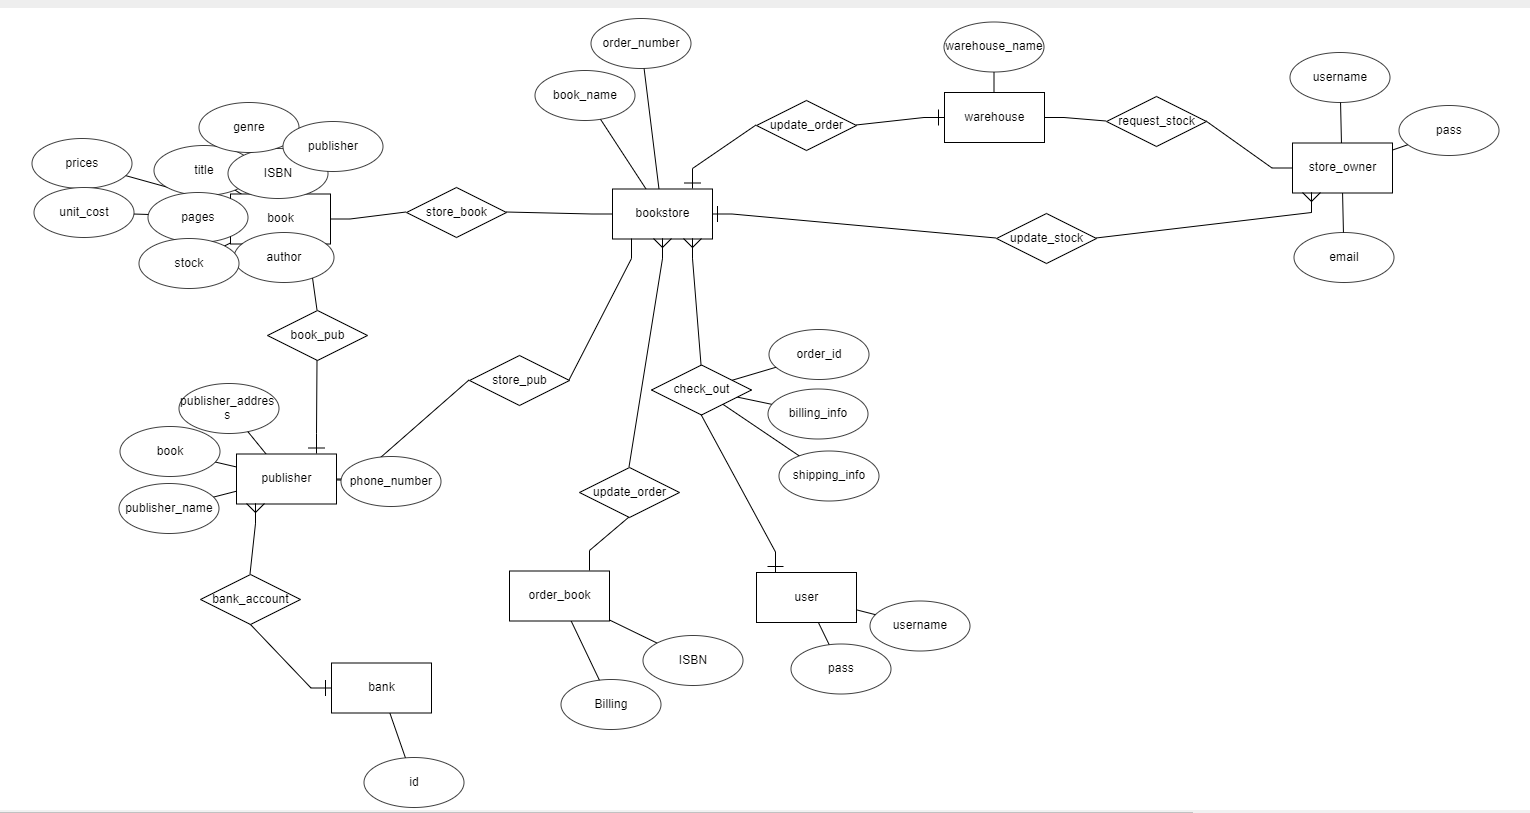 order_number
warehouse_name
username
book_name
genre
update_order
warehouse
request_stock
pass
publisher
prices
title
ISBN
store_owner
unit_cost
pages
book
store_book
bookstore
update_stock
stock
author
email
book_pub
order_id
store_pub
check_out
publisher_addres
s
billing_info
book
publisher
phone_number
shipping_info
publisher_name
update_order
bank_account
order_book
user
username
ISBN
pass
bank
Billing
id